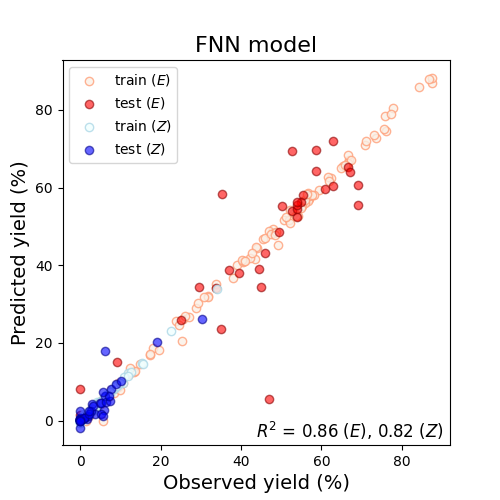 FNN model
train (E)
test (E)
train (Z)
test (Z)
80
60
40
20
0
Predicted yield (%)
R² = 0.86 (E), 0.82 (Z)
0 20 40 60 80
Observed yield (%)